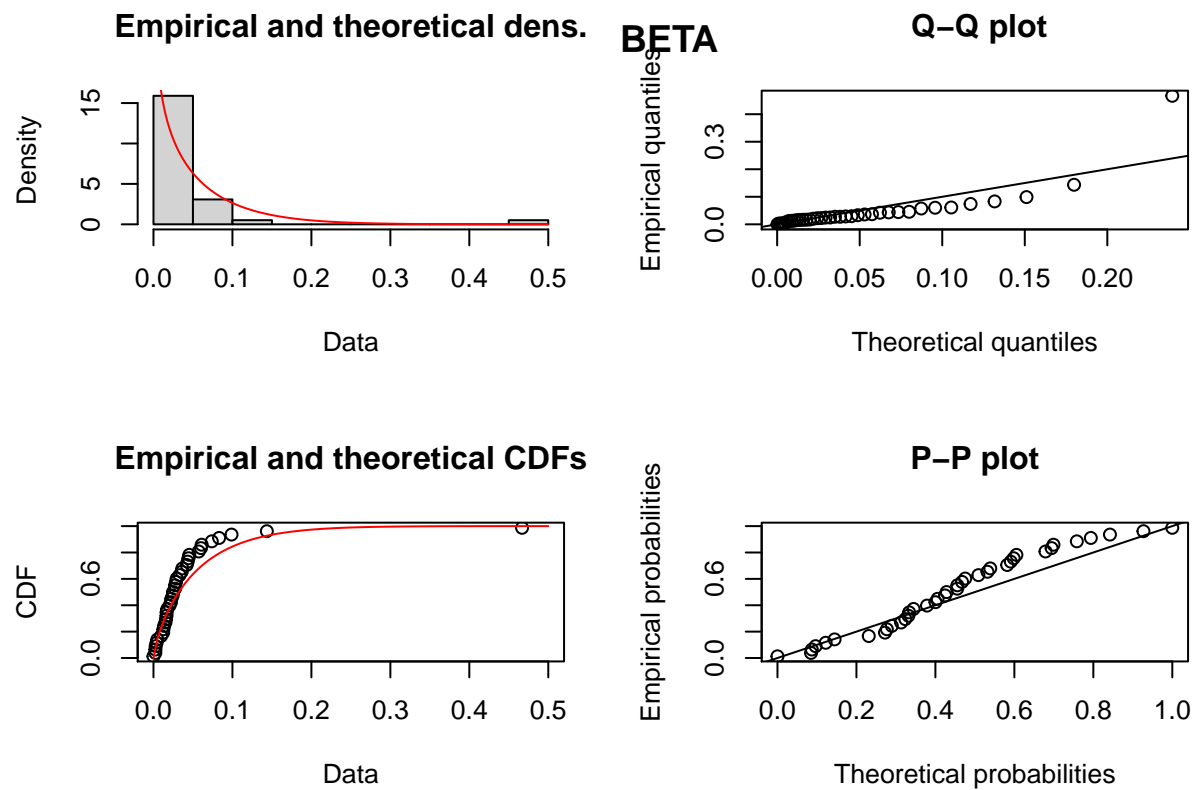 BETA
Empirical and theoretical dens.
Density
15
5
0
0.0 0.1 0.2 0.3 0.4 0.5
Data
Q−Q plot
Empirical quantiles
0.3
0.0
0.00 0.05 0.10 0.15 0.20
Theoretical quantiles
Empirical and theoretical CDFs
CDF
0.6
0.0
0.0 0.1 0.2 0.3 0.4 0.5
Data
P−P plot
Empirical probabilities
0.6
0.0
0.0 0.2 0.4 0.6 0.8 1.0
Theoretical probabilities